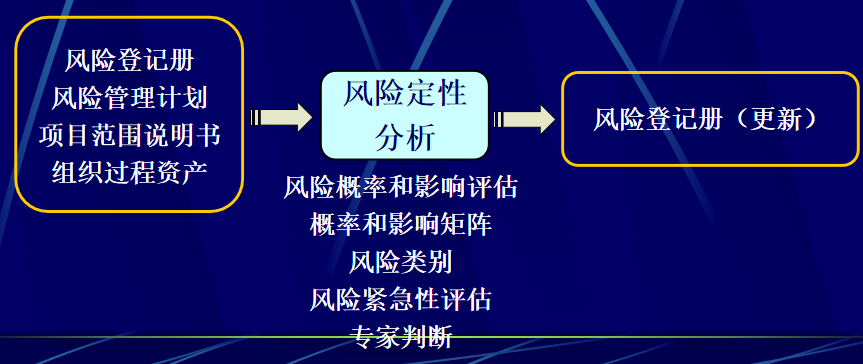 风险登记册
风险管理计划
项目范围说明书
组织过程资产
风险定性
分析
风险概率和影响评估
概率和影响矩阵
风险类别
风险紧急性评估
专家判断
风险登记册（更新）